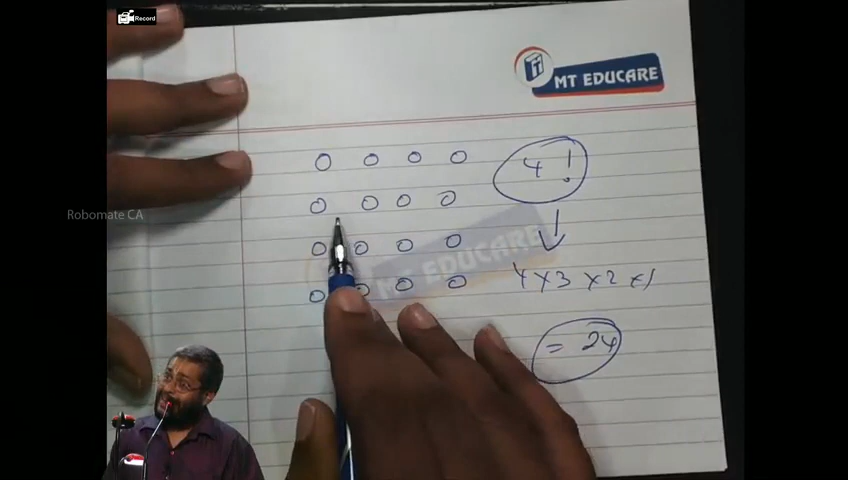 Record
MT EDUCARE
4!
Robomate CA
MT EDUCARE
4×3×2×1
= 24